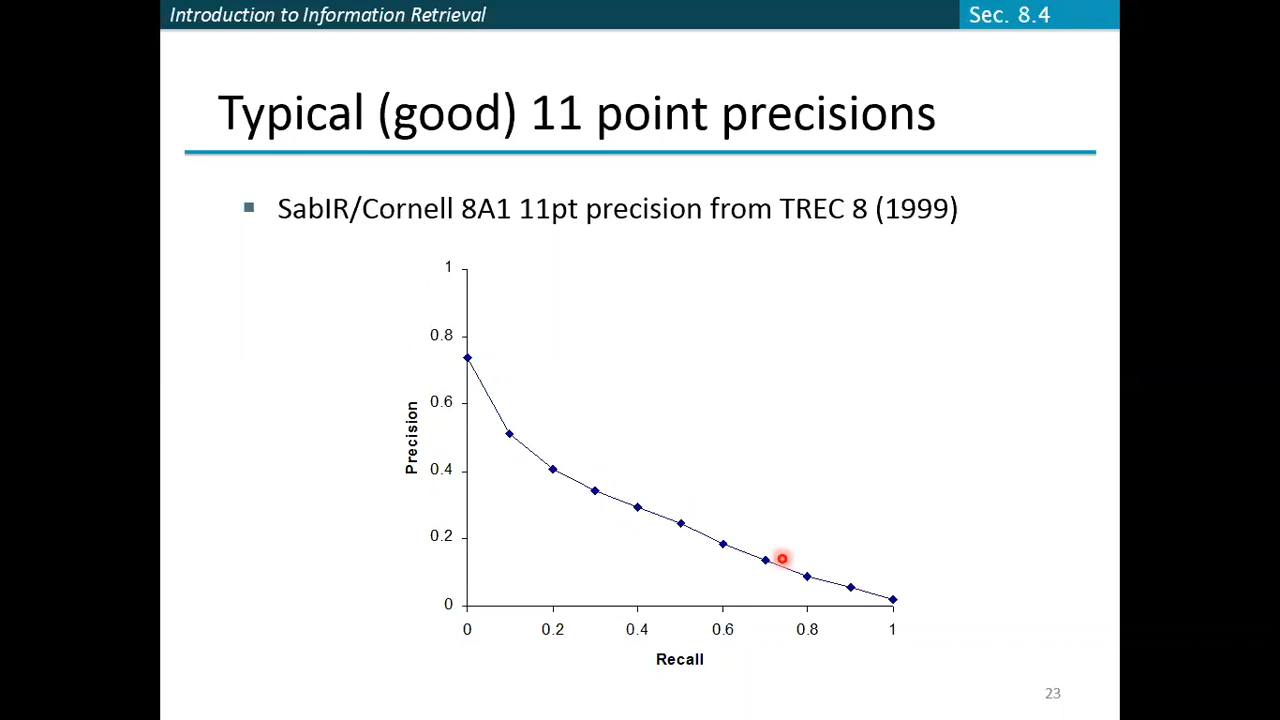 Introduction to Information Retrieval
Sec. 8.4
Typical (good) 11 point precisions
SabIR/Cornell 8A1 11pt precision from TREC 8 (1999)
1
0.8
0.6
0.4
0.2
0
Precision
0 0.2 0.4 0.6 0.8 1
Recall
23